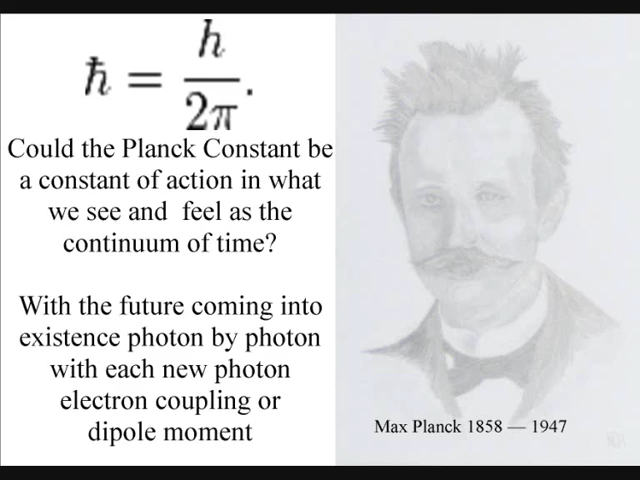 ħ = h/2π.
Could the Planck Constant be
a constant of action in what
we see and feel as the
continuum of time?
With the future coming into
existence photon by photon
with each new photon
electron coupling or
dipole moment
Max Planck 1858 — 1947